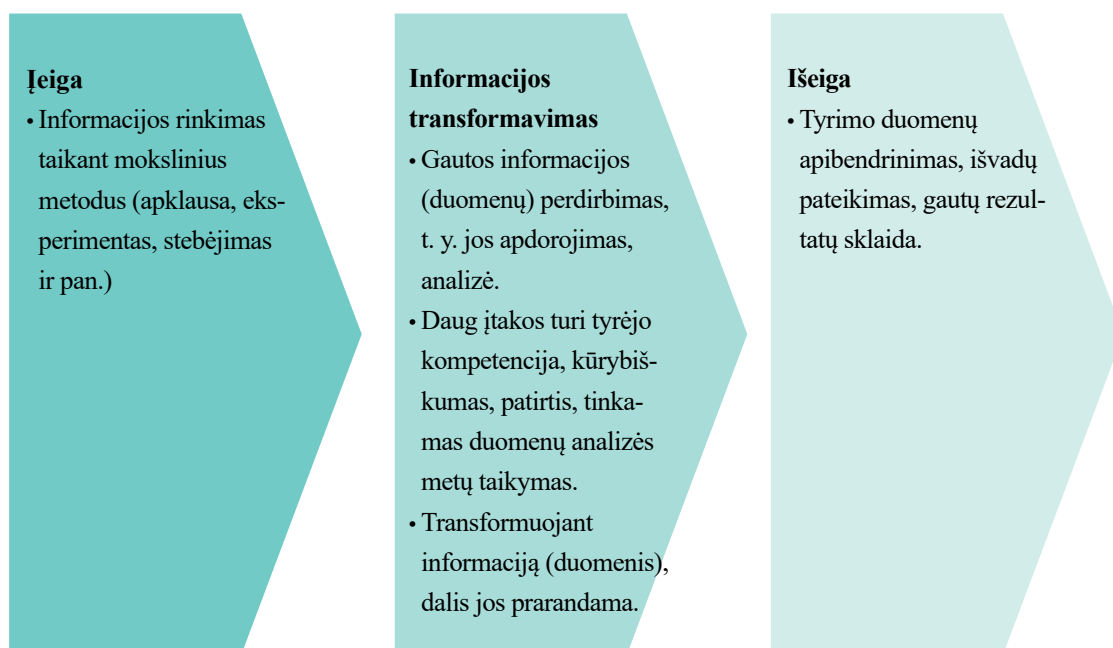 Įeiga
• Informacijos rinkimas
taikant mokslinius
metodus (apklausa, eks-
perimentas, stebėjimas
ir pan.)
Informacijos
transformavimas
• Gautos informacijos
(duomenų) perdirbimas,
t. y. jos apdorojimas,
analizė.
• Daug įtakos turi tyrėjo
kompetencija, kūrybiš-
kumas, patirtis, tinka-
mas duomenų analizės
metų taikymas.
• Transformuojant
informaciją (duomenis),
dalis jos prarandama.
Išeiga
• Tyrimo duomenų
apibendrinimas, išvadų
pateikimas, gautų rezul-
tatų sklaida.